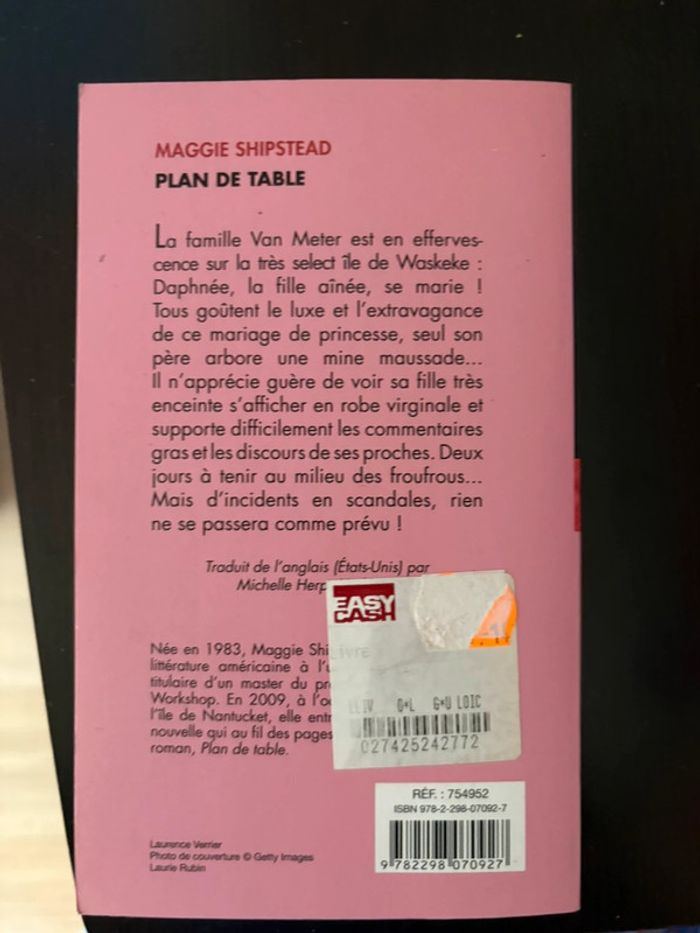 MAGGIE SHIPSTEAD
PLAN DE TABLE
La famille Van Meter est en efferves-
cence sur la très select île de Waskeke :
Daphnée, la fille aînée, se marie !
Tous goûtent le luxe et l'extravagance
de ce mariage de princesse, seul son
père arbore une mine maussade...
Il n'apprécie guère de voir sa fille très
enceinte s'afficher en robe virginale et
supporte difficilement les commentaires
gras et les discours de ses proches. Deux
jours à tenir au milieu des froufrous...
Mais d'incidents en scandales, rien
ne se passera comme prévu !
Traduit de l'anglais (États-Unis) par
Michelle
EASY
CASH
Née en 1983, Maggie
littérature américaine à
titulaire d'un master du
Workshop. En 2009, à
l'île de Nantucket, elle
nouvelle qui au fil des pages
roman, Plan de table.
Livre
G*U LOIC
027425242772
RÉF. : 754952
ISBN 978-2-298-07092-7
9 782298 070927
Laurence Verrier
Photo de couverture © Getty Images
Laurie Rubin